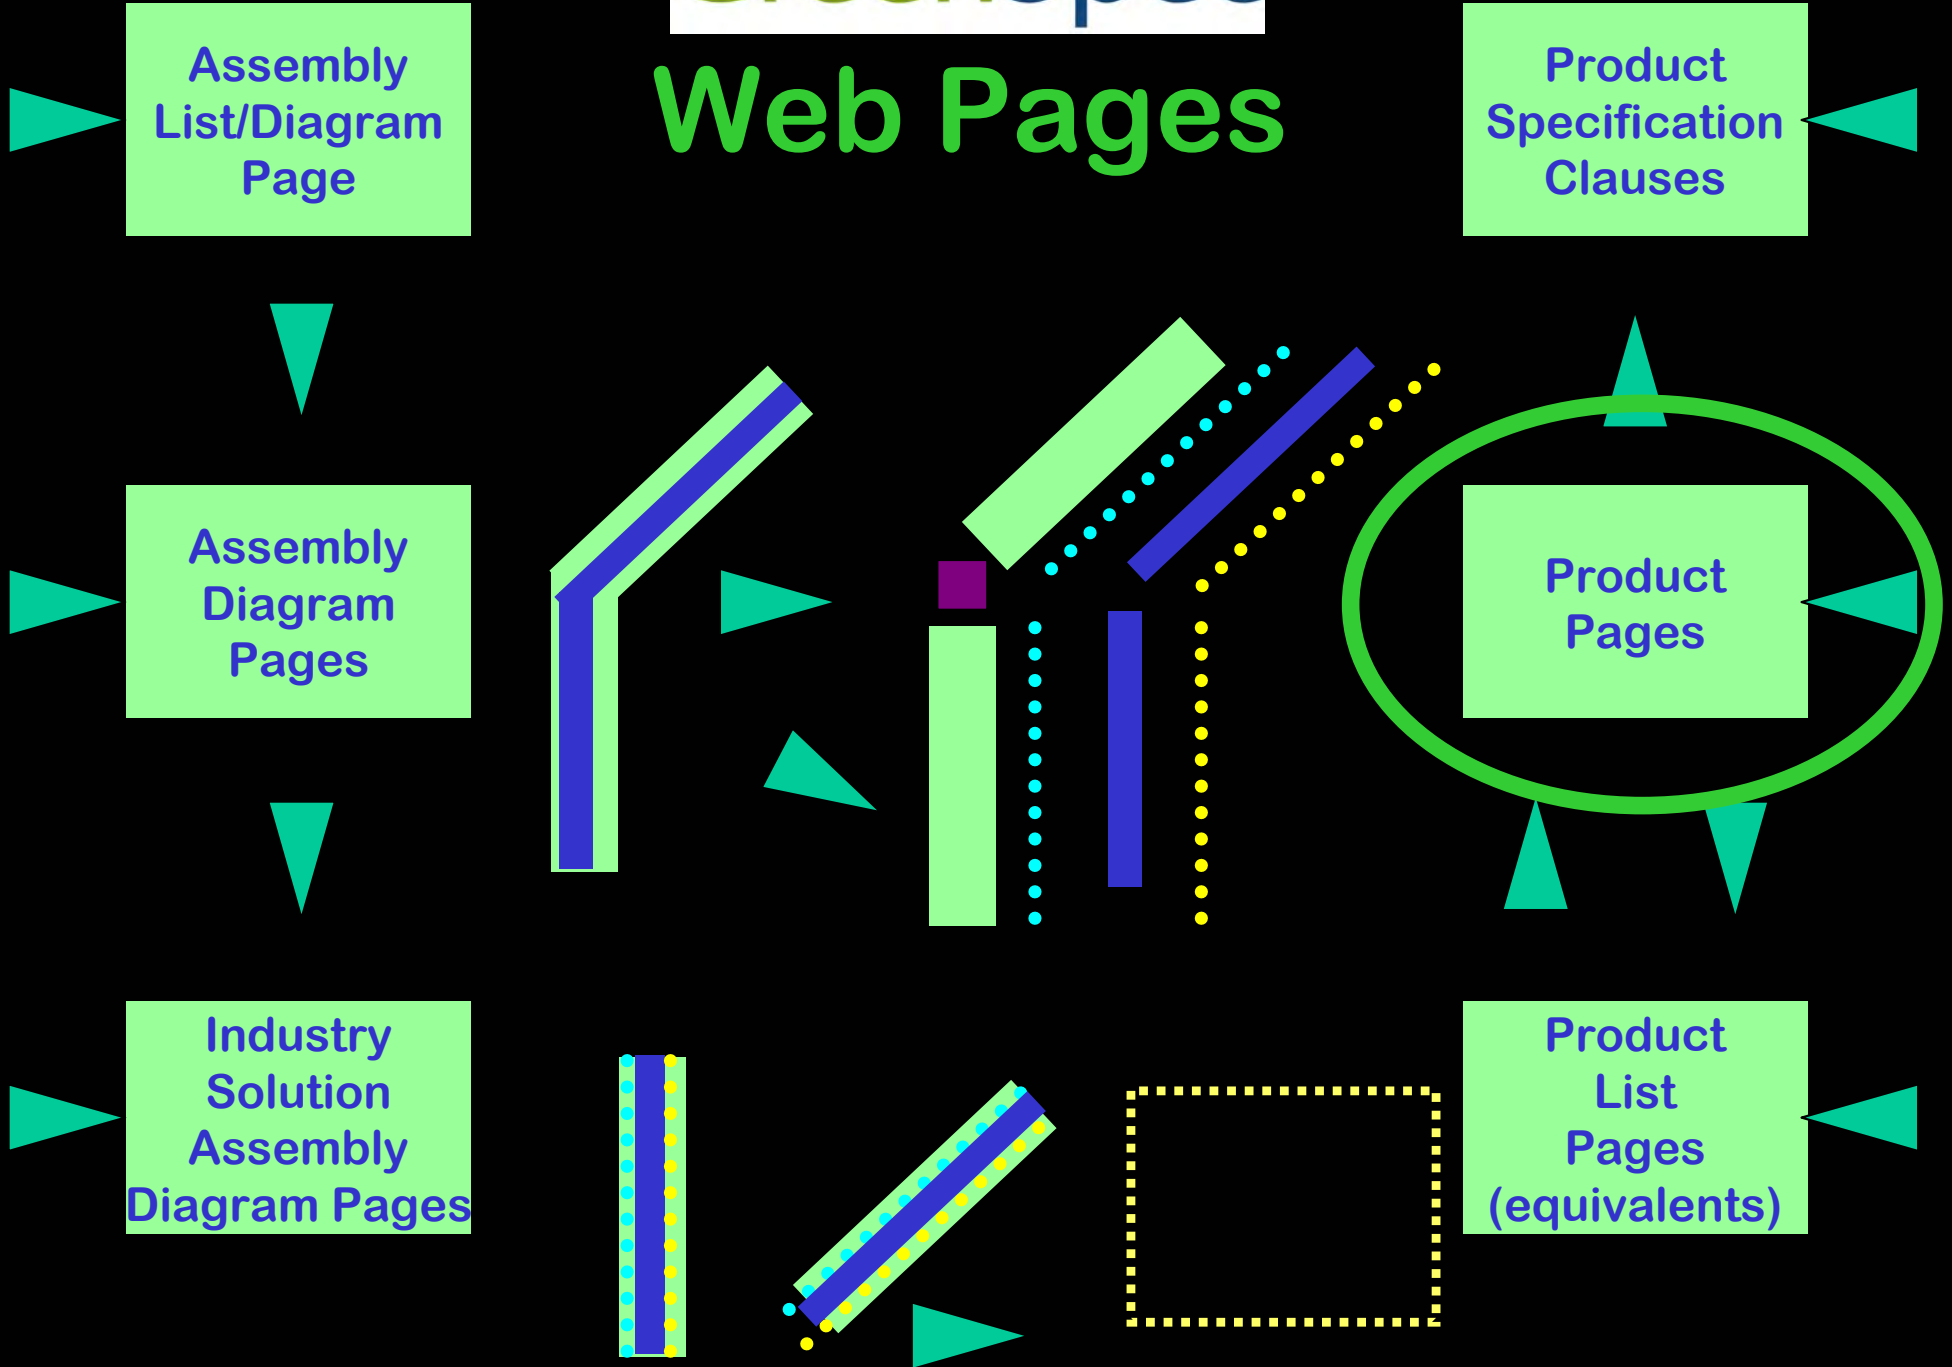 Web Pages
Assembly
List/Diagram
Page
Product
Specification
Clauses
Assembly
Diagram
Pages
Product
Pages
Industry
Solution
Assembly
Diagram Pages
Product
List
Pages
(equivalents)